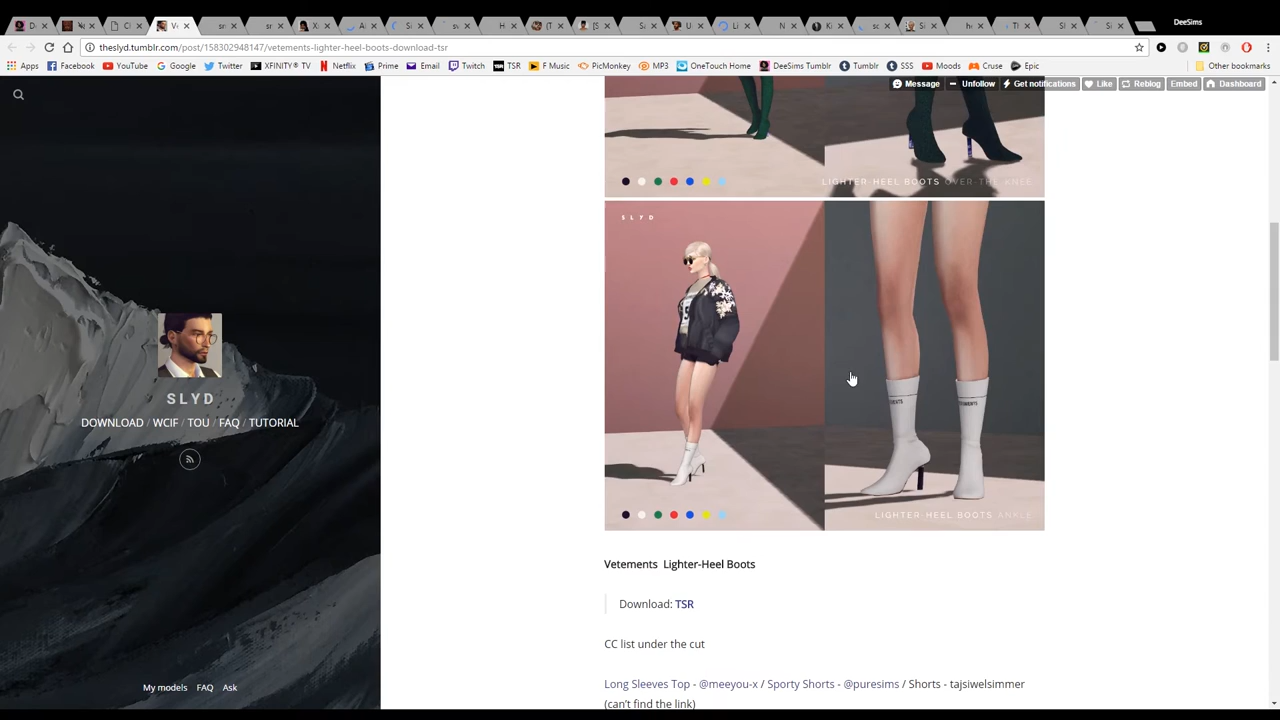 DeeSims
theslyd.tumblr.com/post/158302948147/vetements-lighter-heel-boots-download-tsr
Apps Facebook YouTube Google Twitter XFINITY® TV Netflix Prime Email Twitch TSR F Music PicMonkey MP3 OneTouch Home DeeSims Tumblr Tumblr SSS Moods Cruse Epic Other bookmarks
Message Unfollow Get notifications Like Reblog Embed Dashboard
LIGHTER-HEEL BOOTS OVER-THE-KNEE
SLYD
LIGHTER-HEEL BOOTS ANKLE
SLYD
DOWNLOAD / WCIF / TOU / FAQ / TUTORIAL
Vetements Lighter-Heel Boots
Download: TSR
CC list under the cut
Long Sleeves Top - @meeyou-x / Sporty Shorts - @puresims / Shorts - tajsiwelsimmer
(can't find the link)
My models FAQ Ask